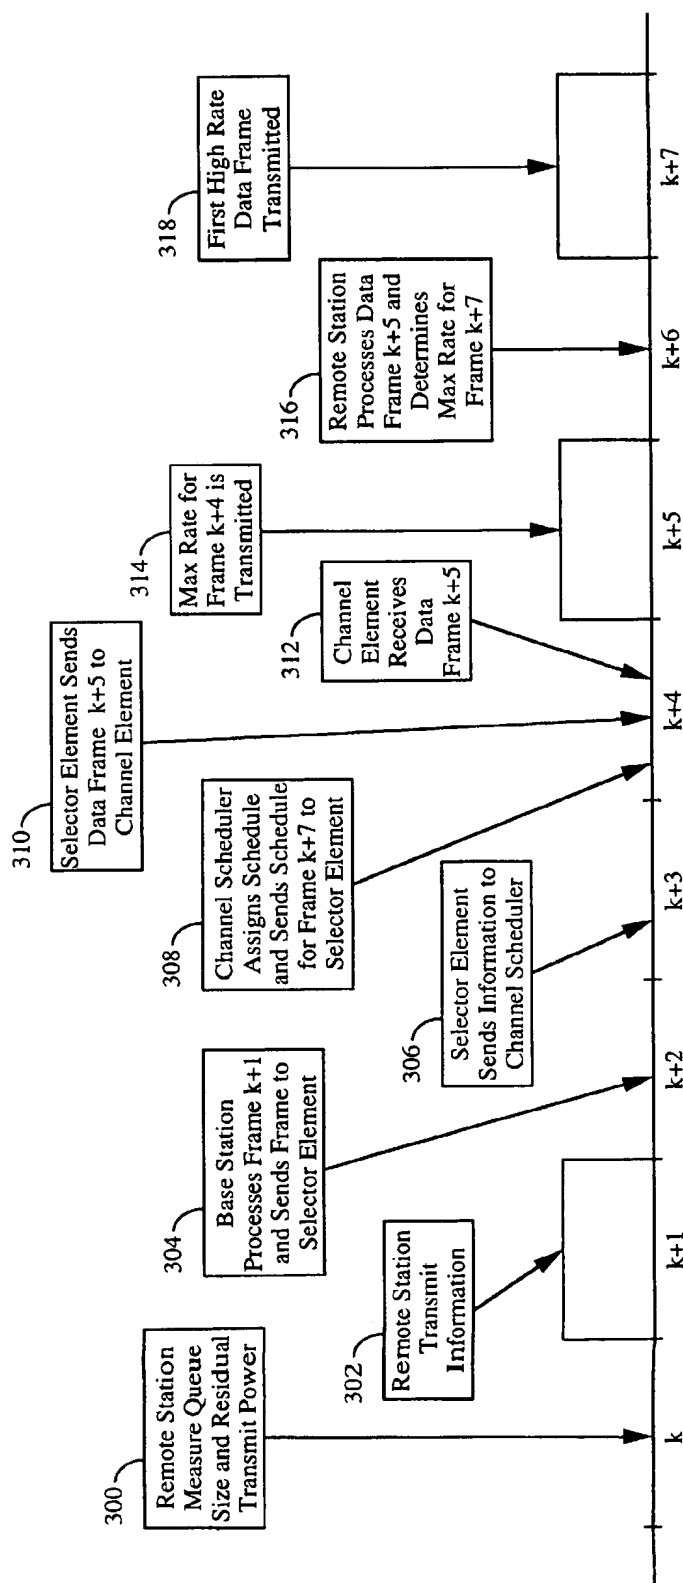 300
Remote Station
Measure Queue
Size and Residual
Transmit Power
302
Remote Station
Transmit
Information
304
Base Station
Processes Frame k+1
and Sends Frame to
Selector Element
306
Selector Element
Sends Information to
Channel Scheduler
308
Channel Scheduler
Assigns Schedule
and Sends Schedule
for Frame k+7 to
Selector Element
310
Selector Element Sends
Data Frame k+5 to
Channel Element
312
Channel
Element
Receives
Data
Frame k+5
314
Max Rate for
Frame k+4 is
Transmitted
316
Remote Station
Processes Data
Frame k+5 and
Determines
Max Rate for
Frame k+7
318
First High Rate
Data Frame
Transmitted
k
k+1
k+2
k+3
k+4
k+5
k+6
k+7